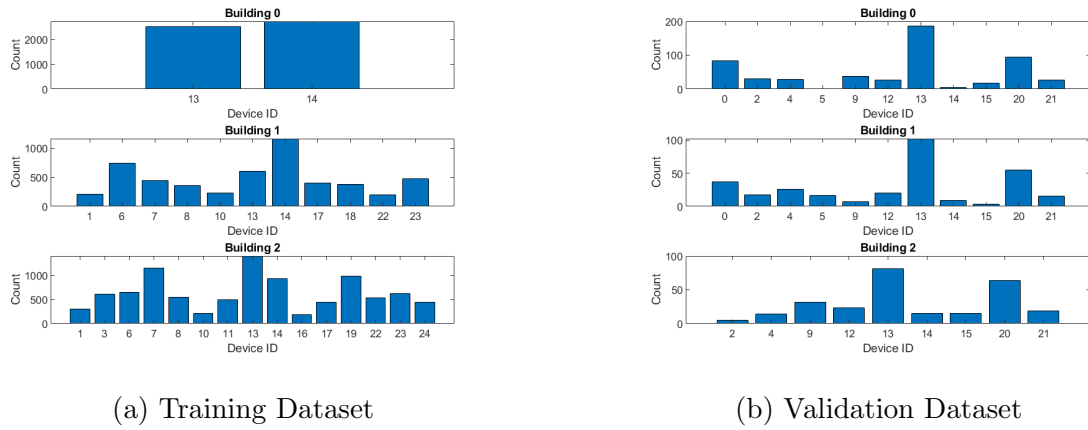 Building 0
Count
2000
1000
0
13 14
Device ID
Building 1
Count
1000
500
0
1 6 7 8 10 13 14 17 18 22 23
Device ID
Building 2
Count
1000
500
0
1 3 6 7 8 10 11 13 14 16 17 19 22 23 24
Device ID
(a) Training Dataset
Building 0
Count
200
100
0
0 2 4 5 9 12 13 14 15 20 21
Device ID
Building 1
Count
100
50
0
0 2 4 5 9 12 13 14 15 20 21
Device ID
Building 2
Count
100
50
0
2 4 9 12 13 14 15 20 21
Device ID
(b) Validation Dataset